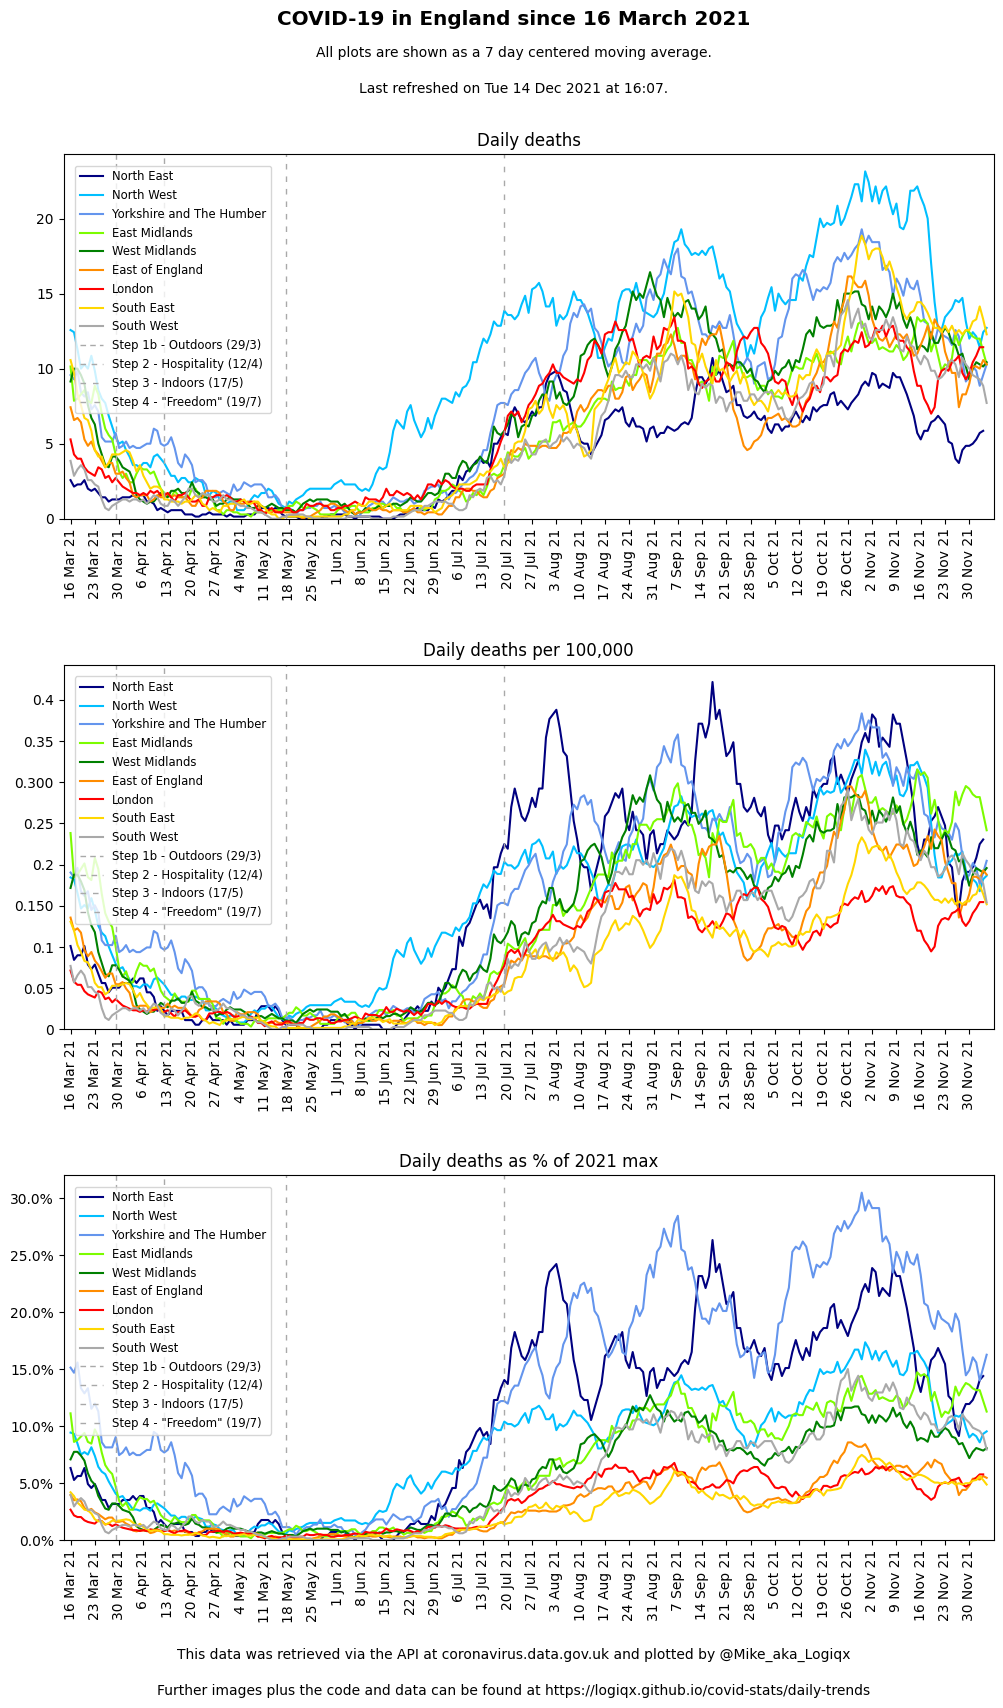 COVID-19 in England since 16 March 2021
All plots are shown as a 7 day centered moving average.
Last refreshed on Tue 14 Dec 2021 at 16:07.
Daily deaths
North East
North West
Yorkshire and The Humber
East Midlands
West Midlands
East of England
London
South East
South West
Step 1b - Outdoors (29/3)
Step 2 - Hospitality (12/4)
Step 3 - Indoors (17/5)
Step 4 - "Freedom" (19/7)
20
15
10
5
0
16 Mar 21
23 Mar 21
30 Mar 21
6 Apr 21
13 Apr 21
20 Apr 21
27 Apr 21
4 May 21
11 May 21
18 May 21
25 May 21
1 Jun 21
8 Jun 21
15 Jun 21
22 Jun 21
29 Jun 21
6 Jul 21
13 Jul 21
20 Jul 21
27 Jul 21
3 Aug 21
10 Aug 21
17 Aug 21
24 Aug 21
31 Aug 21
7 Sep 21
14 Sep 21
21 Sep 21
28 Sep 21
5 Oct 21
12 Oct 21
19 Oct 21
26 Oct 21
2 Nov 21
9 Nov 21
16 Nov 21
23 Nov 21
30 Nov 21
Daily deaths per 100,000
North East
North West
Yorkshire and The Humber
East Midlands
West Midlands
East of England
London
South East
South West
Step 1b - Outdoors (29/3)
Step 2 - Hospitality (12/4)
Step 3 - Indoors (17/5)
Step 4 - "Freedom" (19/7)
0.4
0.35
0.300
0.25
0.2
0.150
0.1
0.05
0
16 Mar 21
23 Mar 21
30 Mar 21
6 Apr 21
13 Apr 21
20 Apr 21
27 Apr 21
4 May 21
11 May 21
18 May 21
25 May 21
1 Jun 21
8 Jun 21
15 Jun 21
22 Jun 21
29 Jun 21
6 Jul 21
13 Jul 21
20 Jul 21
27 Jul 21
3 Aug 21
10 Aug 21
17 Aug 21
24 Aug 21
31 Aug 21
7 Sep 21
14 Sep 21
21 Sep 21
28 Sep 21
5 Oct 21
12 Oct 21
19 Oct 21
26 Oct 21
2 Nov 21
9 Nov 21
16 Nov 21
23 Nov 21
30 Nov 21
Daily deaths as % of 2021 max
North East
North West
Yorkshire and The Humber
East Midlands
West Midlands
East of England
London
South East
South West
Step 1b - Outdoors (29/3)
Step 2 - Hospitality (12/4)
Step 3 - Indoors (17/5)
Step 4 - "Freedom" (19/7)
30.0%
25.0%
20.0%
15.0%
10.0%
5.0%
0.0%
16 Mar 21
23 Mar 21
30 Mar 21
6 Apr 21
13 Apr 21
20 Apr 21
27 Apr 21
4 May 21
11 May 21
18 May 21
25 May 21
1 Jun 21
8 Jun 21
15 Jun 21
22 Jun 21
29 Jun 21
6 Jul 21
13 Jul 21
20 Jul 21
27 Jul 21
3 Aug 21
10 Aug 21
17 Aug 21
24 Aug 21
31 Aug 21
7 Sep 21
14 Sep 21
21 Sep 21
28 Sep 21
5 Oct 21
12 Oct 21
19 Oct 21
26 Oct 21
2 Nov 21
9 Nov 21
16 Nov 21
23 Nov 21
30 Nov 21
This data was retrieved via the API at coronavirus.data.gov.uk and plotted by @Mike_aka_Logiqx
Further images plus the code and data can be found at https://logiqx.github.io/covid-stats/daily-trends